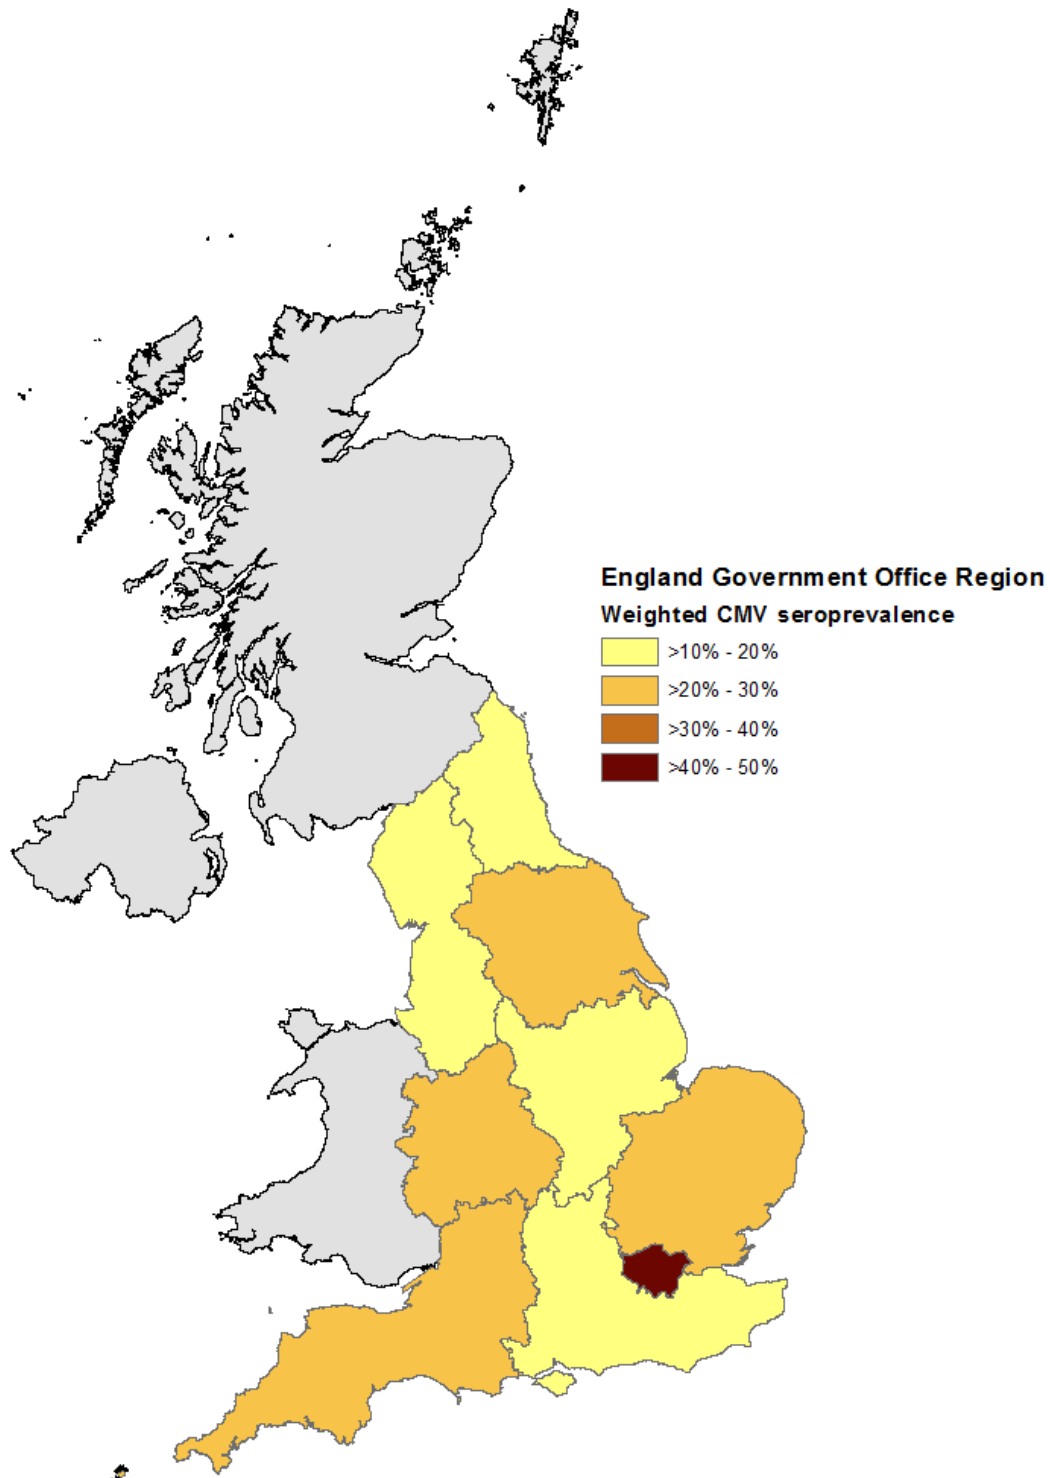 England Government Office Region
Weighted CMV seroprevalence
>10% - 20%
>20% - 30%
>30% - 40%
>40% - 50%